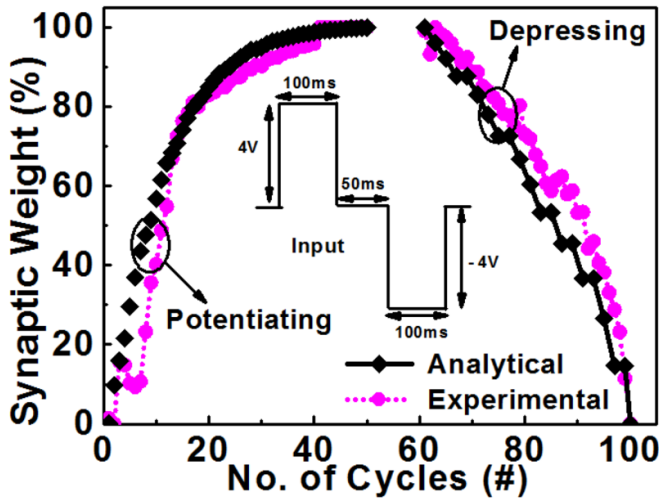 Synaptic Weight (%)
100
80
60
40
20
0
0
20
40
60
80
100
No. of Cycles (#)
Depressing
100ms
4V
50ms
Input
- 4V
100ms
Potentiating
Analytical
Experimental